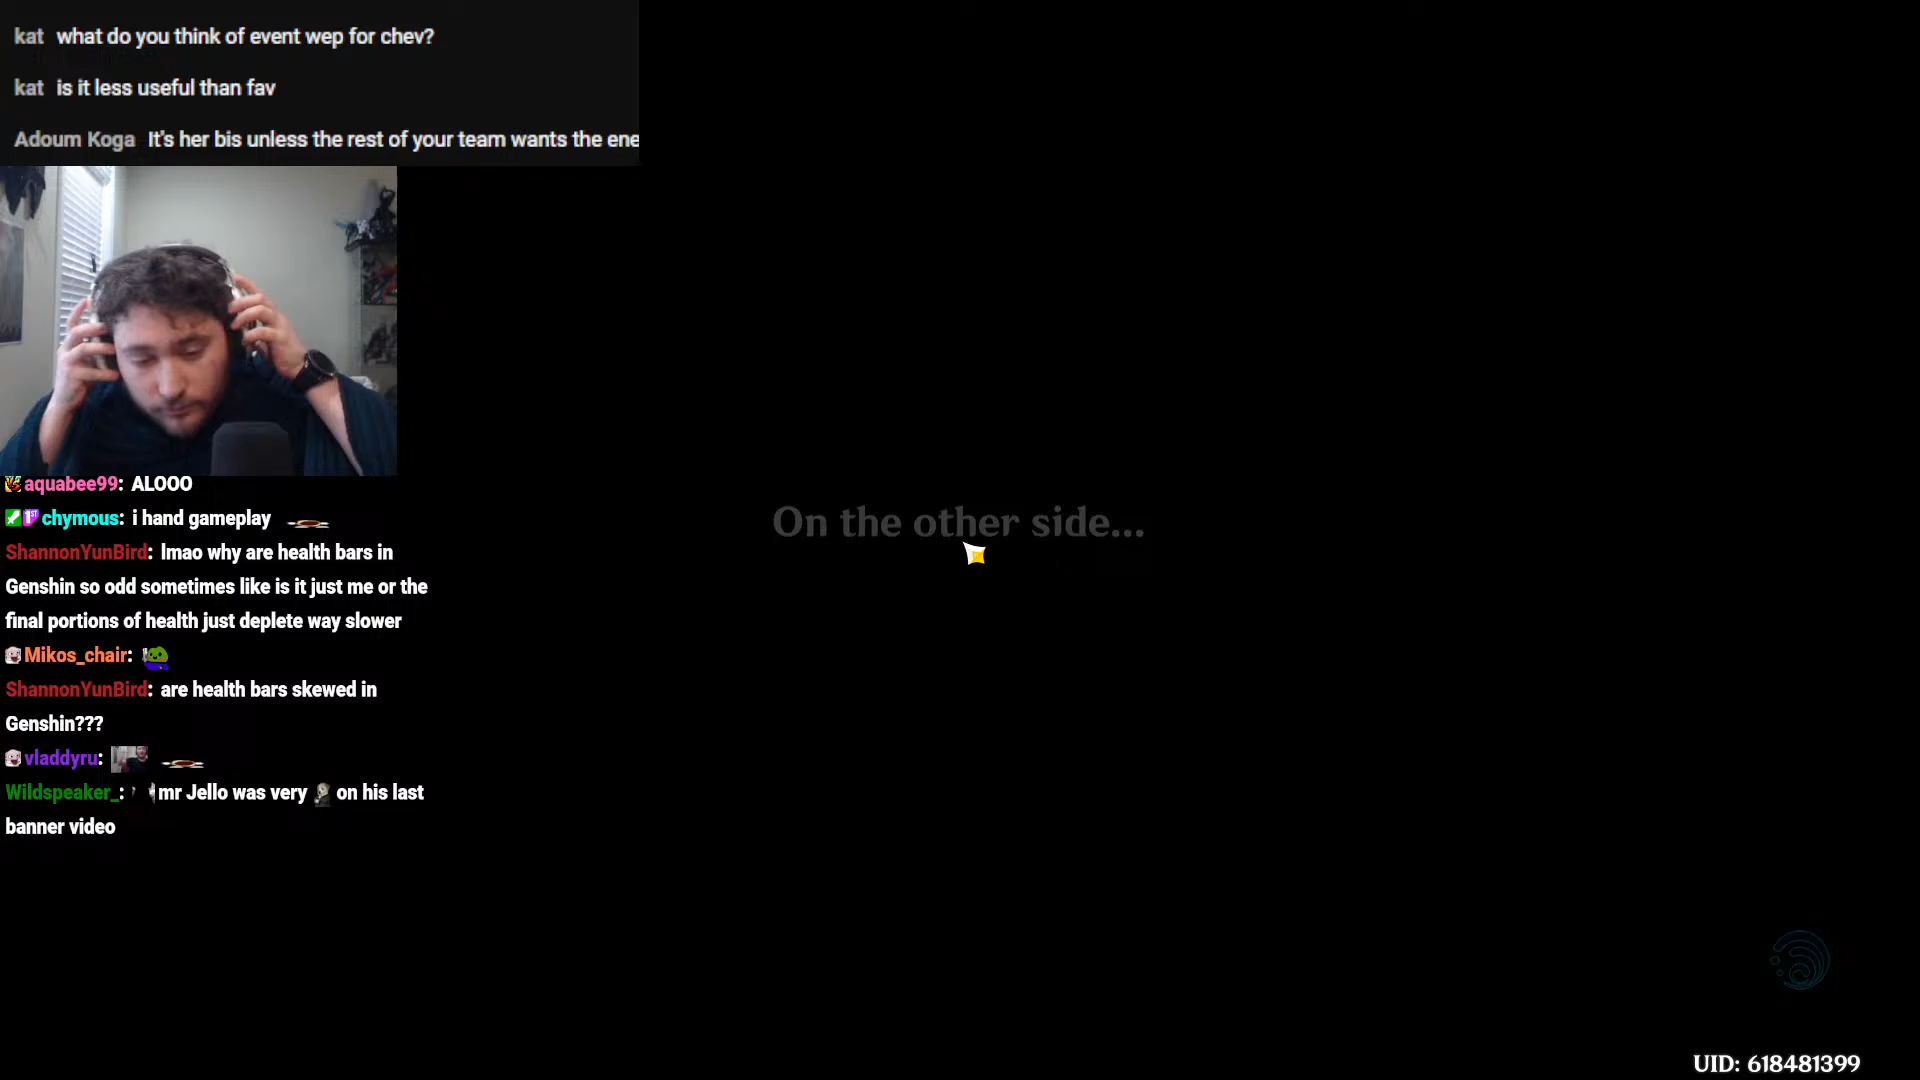 kat what do you think of event wep for chev?
kat is it less useful than fav
Adoum Koga It's her bis unless the rest of your team wants the ene
aquabee99: ALOOO
chymous: i hand gameplay
ShannonYunBird: lmao why are health bars in
Genshin so odd sometimes like is it just me or the
final portions of health just deplete way slower
Mikos_chair:
ShannonYunBird: are health bars skewed in
Genshin???
vladdyru:
Wildspeaker_: mr Jello was very on his last
banner video
On the other side...
UID: 618481399